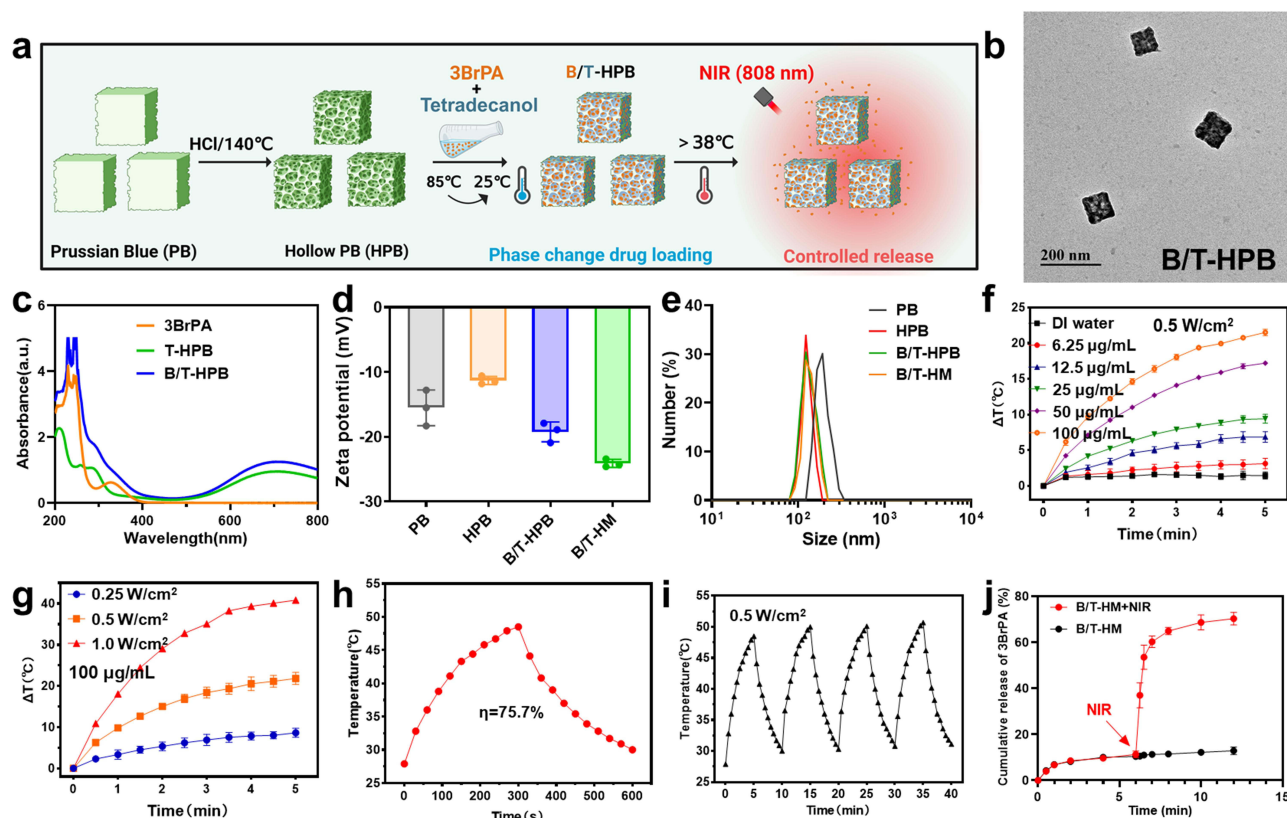 a
3BrPA
+
Tetradecanol
B/T-HPB
NIR (808 nm)
HCl/140℃
85℃ 25℃
> 38℃
Prussian Blue (PB)
Hollow PB (HPB)
Phase change drug loading
Controlled release
b
200 nm
B/T-HPB
c
Absorbance(a.u.)
6
4
2
0
200 400 600 800
Wavelength(nm)
3BrPA
T-HPB
B/T-HPB
d
Zeta potential (mV)
0
-10
-20
-30
PB
HPB
B/T-HPB
B/T-HM
e
Number (%)
40
30
20
10
0
10¹ 10² 10³ 10⁴
Size (nm)
PB
HPB
B/T-HPB
B/T-HM
f
ΔT (℃)
25
20
15
10
5
0
0 1 2 3 4 5
Time (min)
DI water
6.25 μg/mL
12.5 μg/mL
25 μg/mL
50 μg/mL
100 μg/mL
0.5 W/cm²
g
ΔT (℃)
40
30
20
10
0
0 1 2 3 4 5
Time (min)
0.25 W/cm²
0.5 W/cm²
1.0 W/cm²
100 μg/mL
h
Temperature(℃)
55
50
45
40
35
30
25
0 100 200 300 400 500 600
Time(s)
η=75.7%
i
0.5 W/cm²
Temperature(℃)
55
50
45
40
35
30
25
0 5 10 15 20 25 30 35 40
Time(min)
j
Cumulative release of 3BrPA (%)
80
60
40
20
0
0 5 10 15
Time (min)
B/T-HM+NIR
B/T-HM
NIR